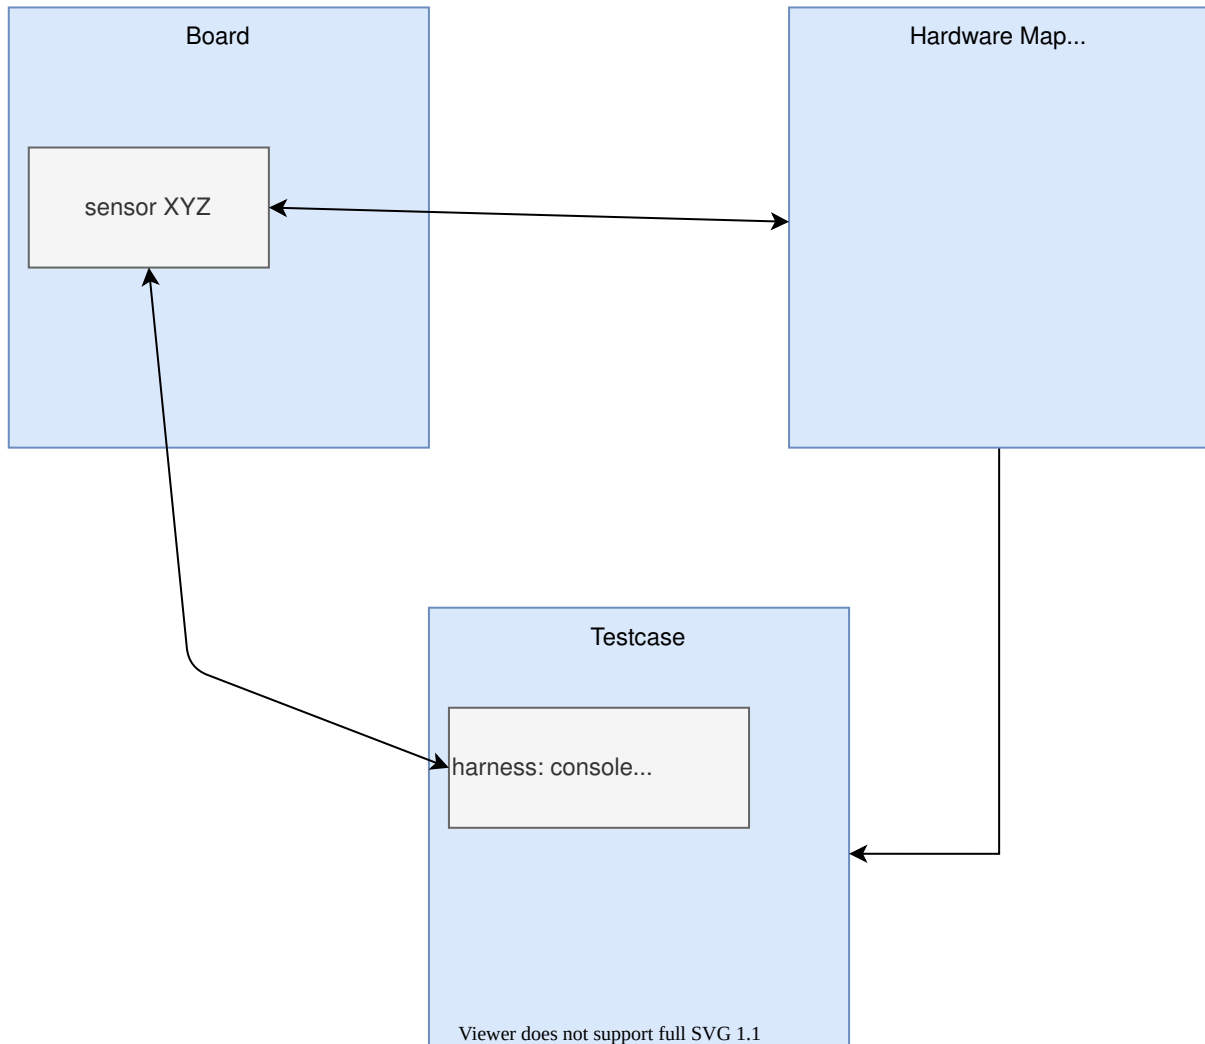 Board
Hardware Map...
sensor XYZ
Testcase
harness: console...
Viewer does not support full SVG 1.1